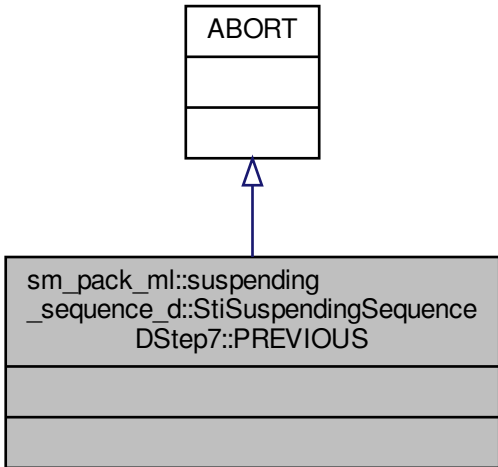 ABORT
sm_pack_ml::suspending
_sequence_d::StiSuspendingSequence
DStep7::PREVIOUS